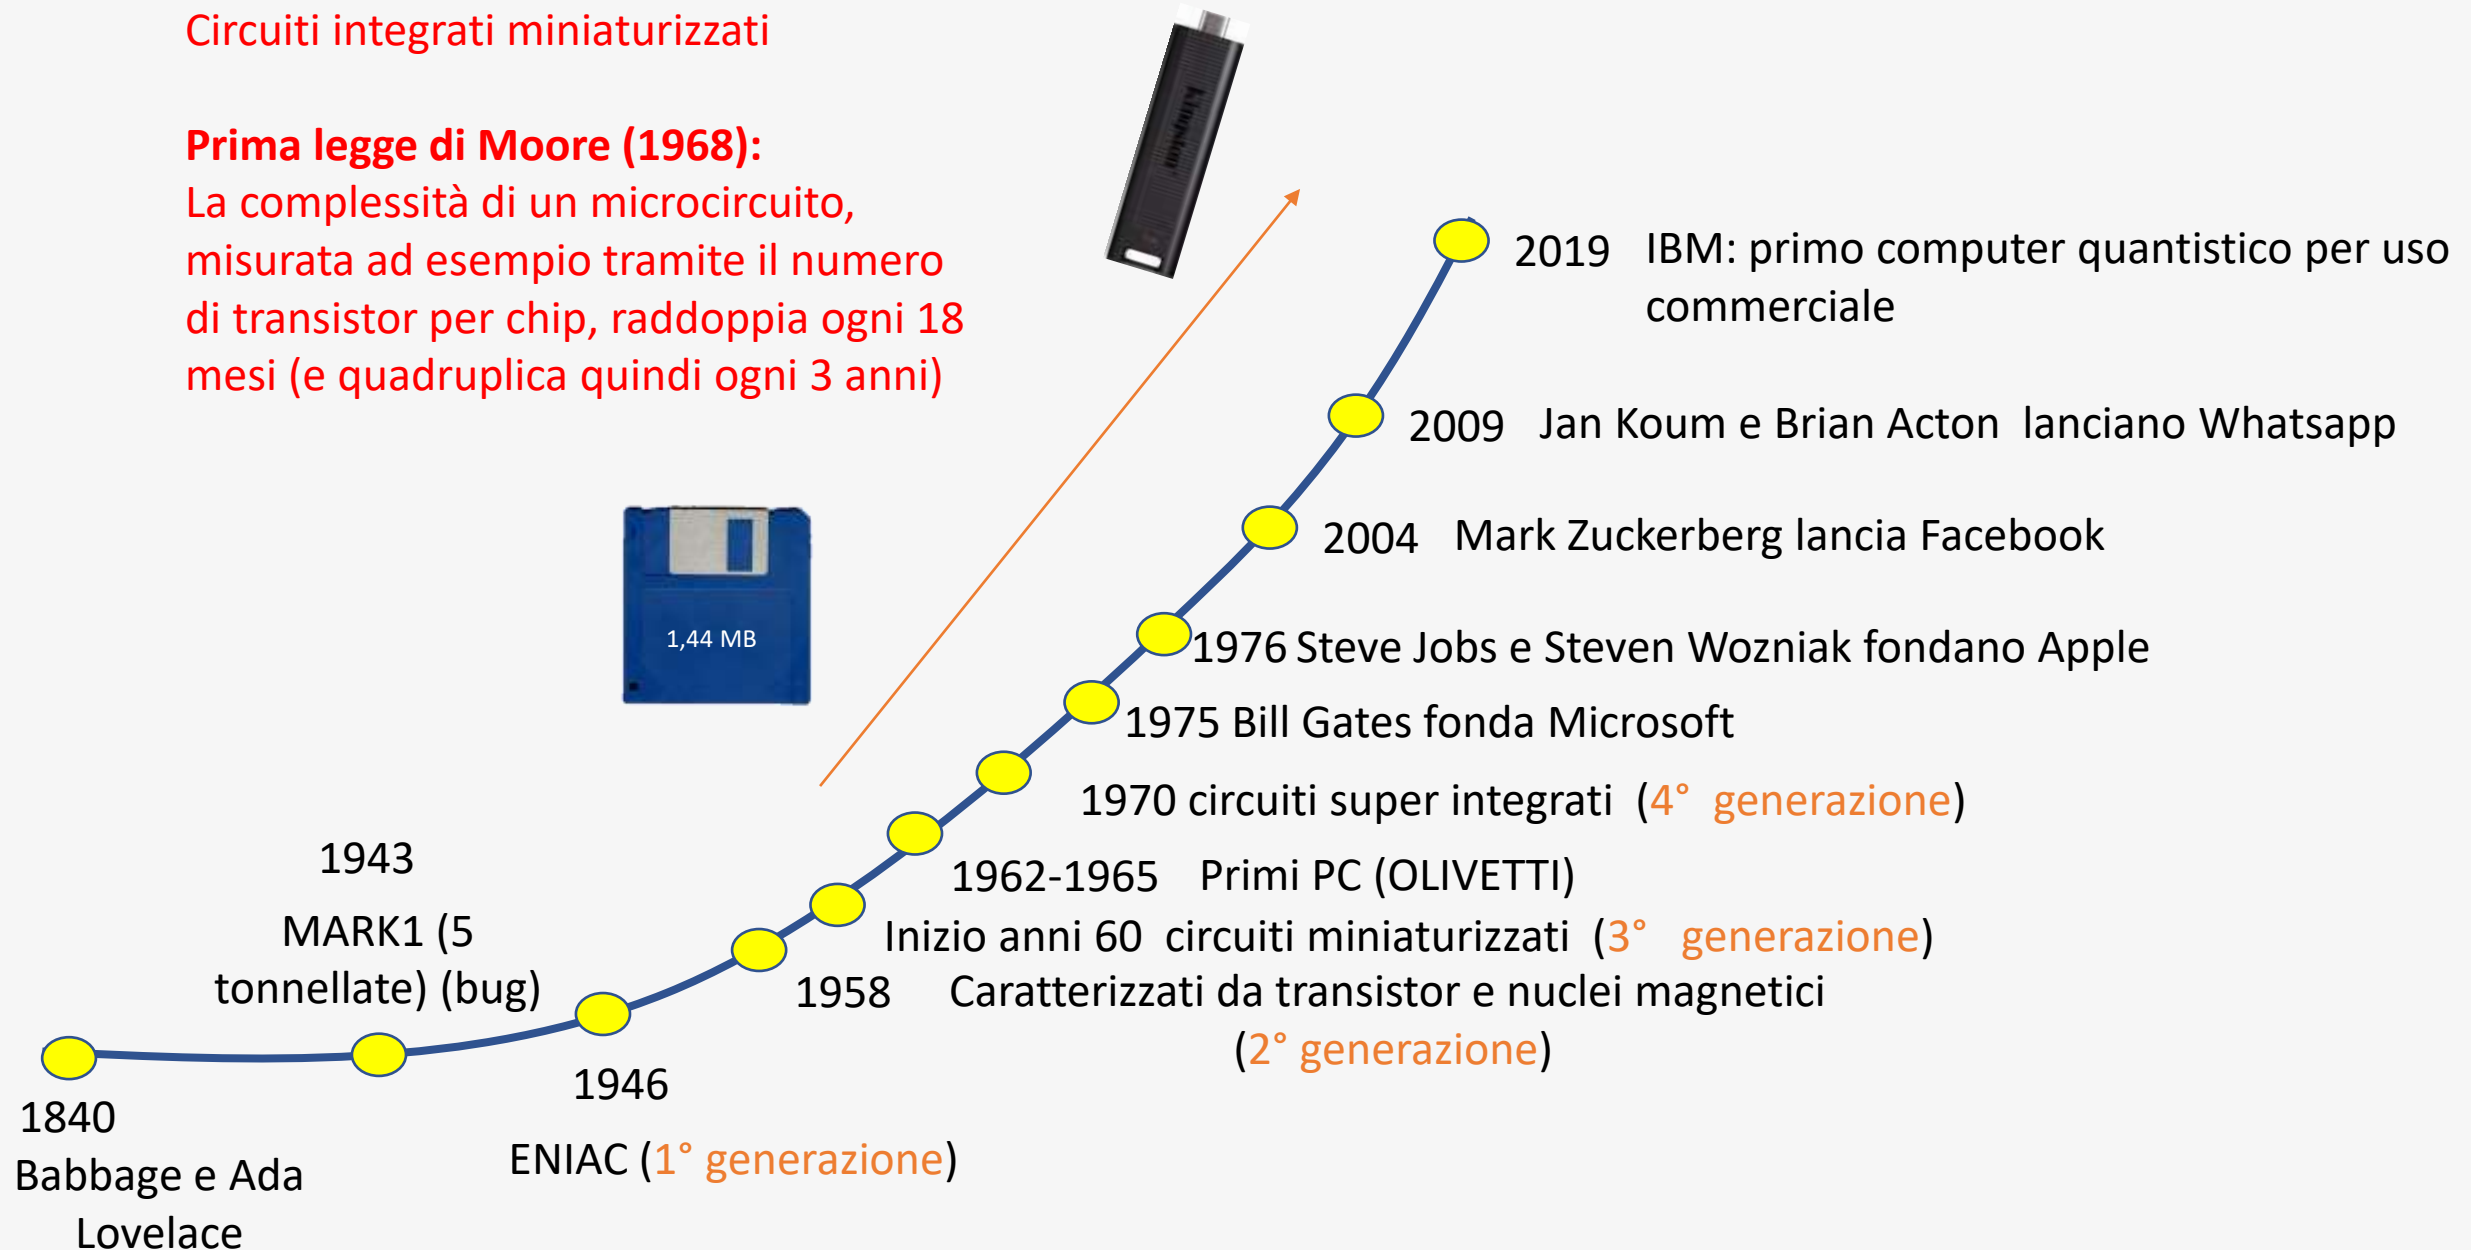 Circuiti integrati miniaturizzati
Prima legge di Moore (1968):
La complessità di un microcircuito,
misurata ad esempio tramite il numero
di transistor per chip, raddoppia ogni 18
mesi (e quadruplica quindi ogni 3 anni)
Kingston
1,44 MB
2019 IBM: primo computer quantistico per uso
commerciale
2009 Jan Koum e Brian Acton lanciano Whatsapp
2004 Mark Zuckerberg lancia Facebook
1976 Steve Jobs e Steven Wozniak fondano Apple
1975 Bill Gates fonda Microsoft
1970 circuiti super integrati (4° generazione)
1962-1965 Primi PC (OLIVETTI)
Inizio anni 60 circuiti miniaturizzati (3° generazione)
1958 Caratterizzati da transistor e nuclei magnetici
(2° generazione)
1943
MARK1 (5
tonnellate) (bug)
1946
ENIAC (1° generazione)
1840
Babbage e Ada
Lovelace